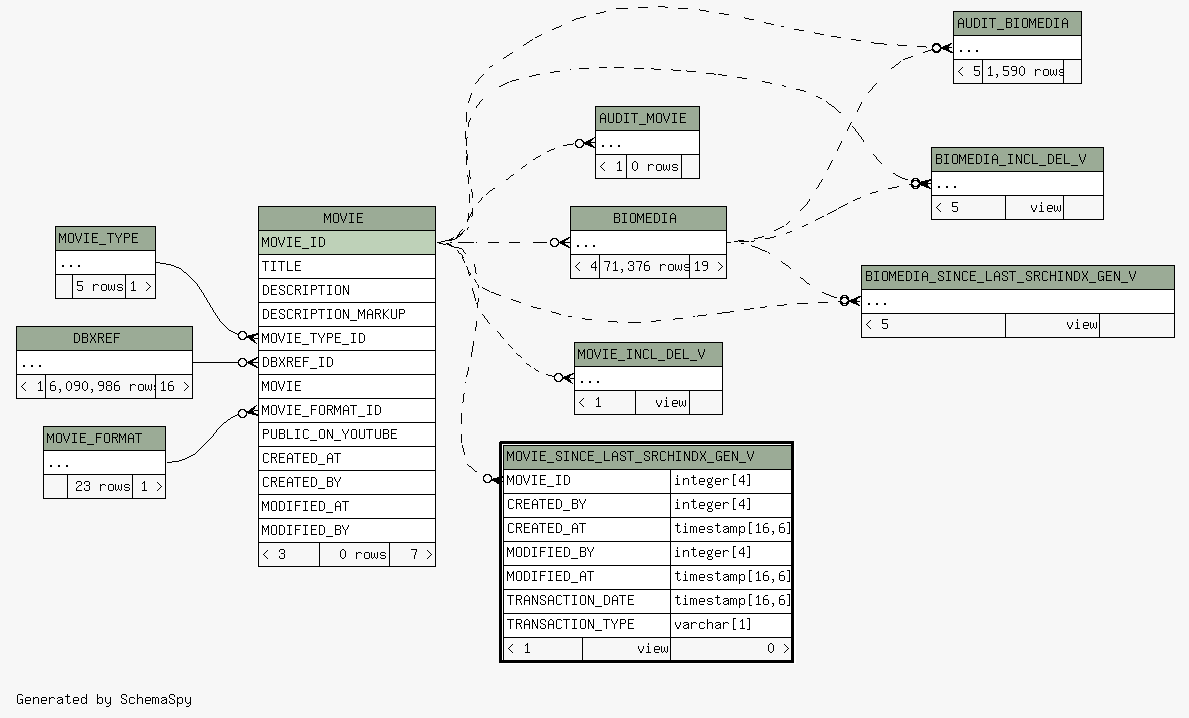 AUDIT_BIOMEDIA
...
< 5 1,590 rows
AUDIT_MOVIE
...
< 1 0 rows
BIOMEDIA_INCL_DEL_V
...
< 5 view
MOVIE
MOVIE_ID
TITLE
DESCRIPTION
DESCRIPTION_MARKUP
MOVIE_TYPE_ID
DBXREF_ID
MOVIE
MOVIE_FORMAT_ID
PUBLIC_ON_YOUTUBE
CREATED_AT
CREATED_BY
MODIFIED_AT
MODIFIED_BY
< 3 0 rows 7 >
BIOMEDIA
...
< 4 71,376 rows 19 >
MOVIE_TYPE
...
5 rows 1 >
BIOMEDIA_SINCE_LAST_SRCHINDX_GEN_V
...
< 5 view
DBXREF
...
< 1 6,090,986 rows 16 >
MOVIE_INCL_DEL_V
...
< 1 view
MOVIE_FORMAT
...
23 rows 1 >
MOVIE_SINCE_LAST_SRCHINDX_GEN_V
MOVIE_ID integer[4]
CREATED_BY integer[4]
CREATED_AT timestamp[16,6]
MODIFIED_BY integer[4]
MODIFIED_AT timestamp[16,6]
TRANSACTION_DATE timestamp[16,6]
TRANSACTION_TYPE varchar[1]
< 1 view 0 >
Generated by SchemaSpy